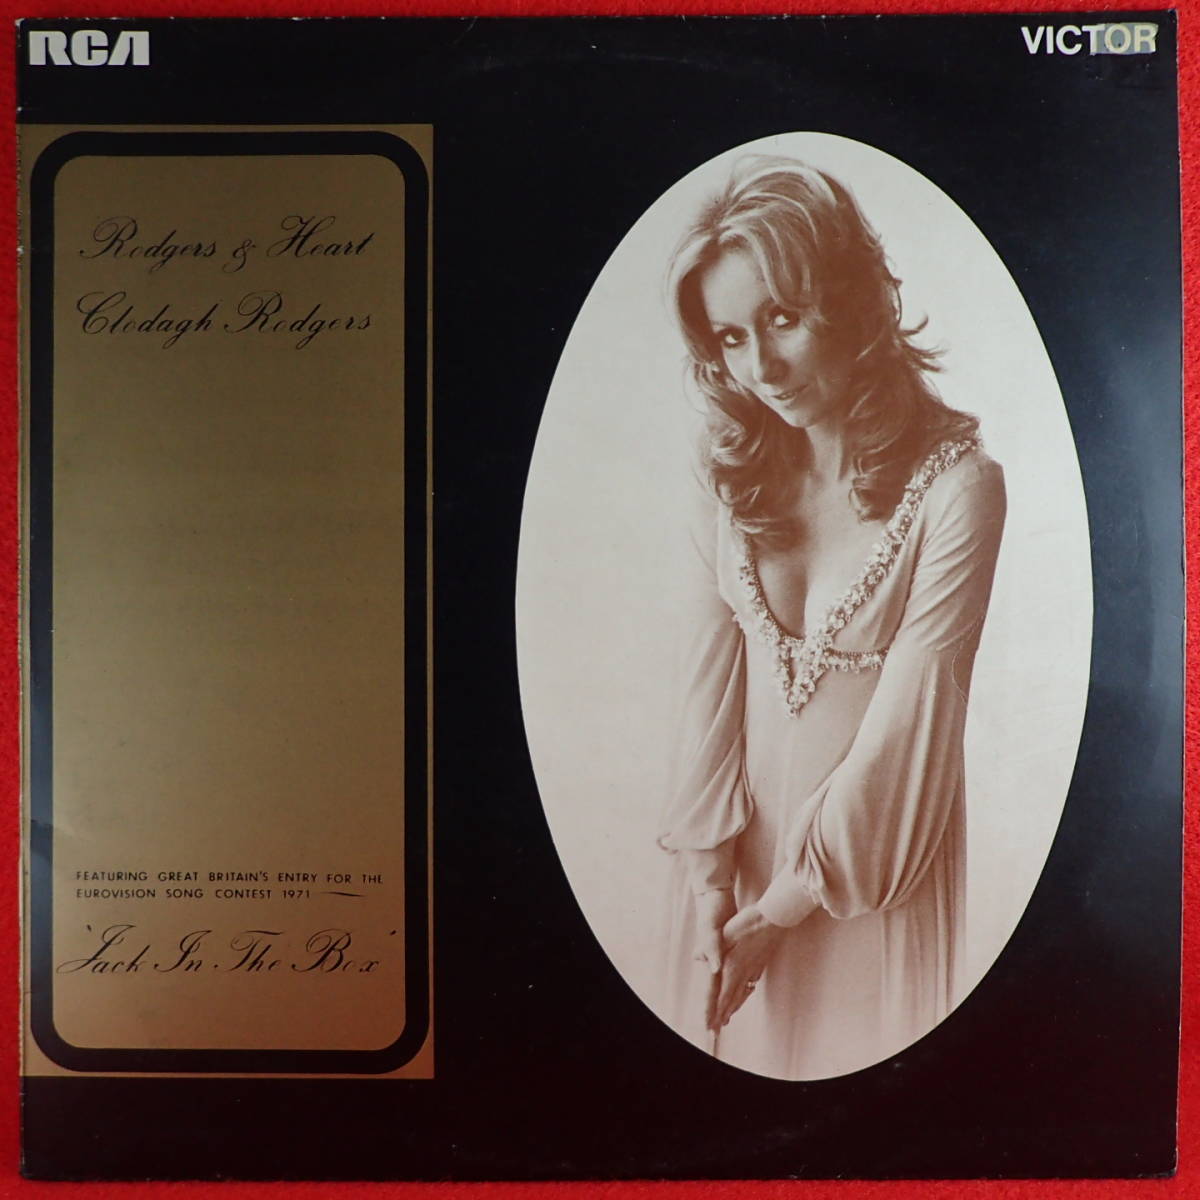 RCA
VICTOR
Rodgers & Heart
Clodagh Rodgers
FEATURING GREAT BRITAIN'S ENTRY FOR THE
EUROVISION SONG CONTEST 1971
'Jack In The Box'